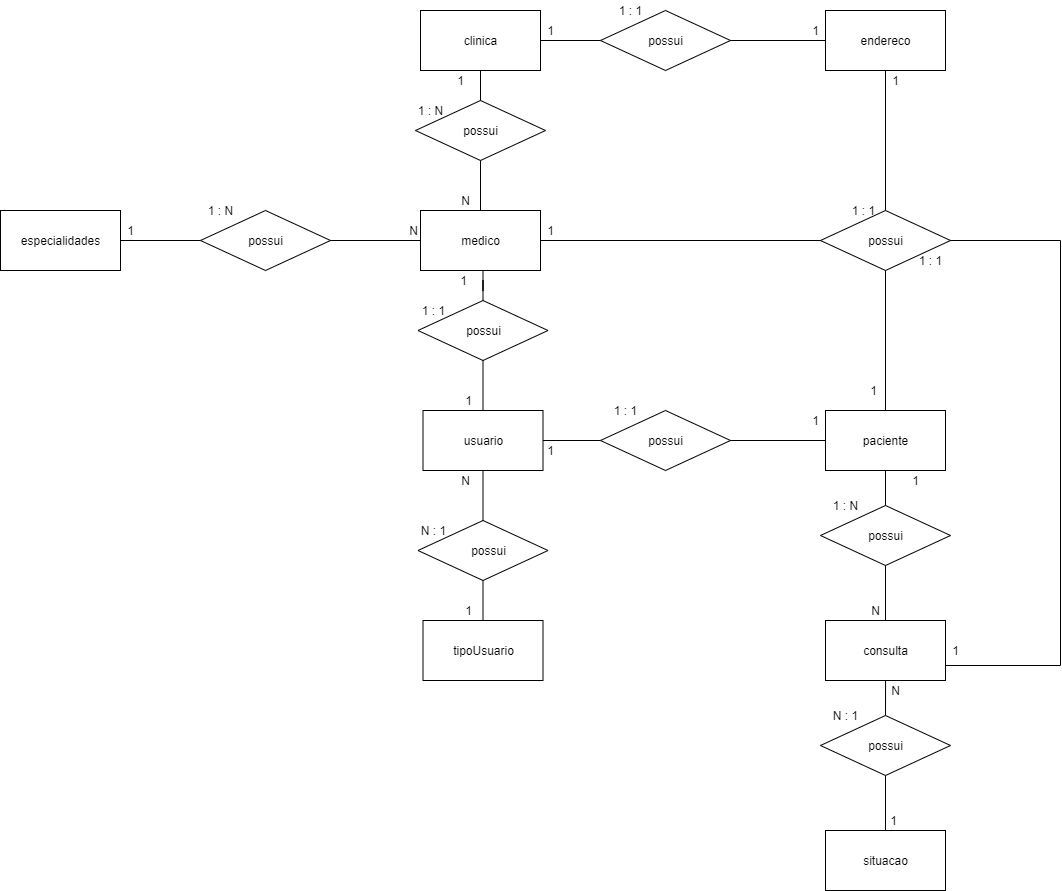 1 : 1
clinica
1
possui
1
endereco
1
1
1 : N
possui
N
1 : N
1 : 1
especialidades
1
possui
N
medico
1
possui
1 : 1
1
1 : 1
possui
1
1
1 : 1
1
usuario
1
possui
paciente
N
1
1 : N
N : 1
possui
possui
1
N
tipoUsuario
consulta
1
N
N : 1
possui
1
situacao